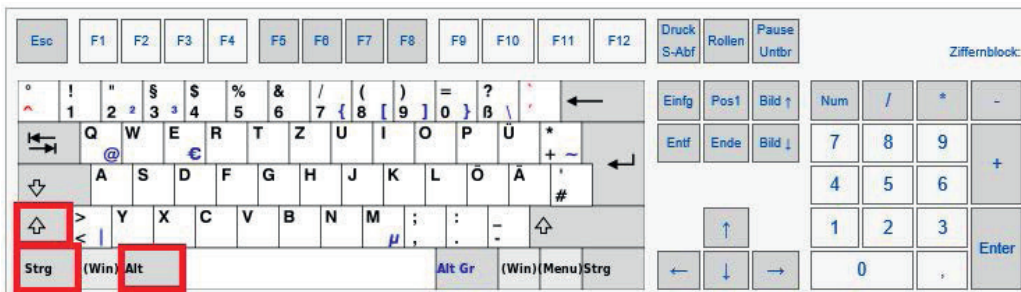 Esc F1 F2 F3 F4 F5 F6 F7 F8 F9 F10 F11 F12 Druck S-Abf Rollen Pause Untbr Ziffernblock:
° ! " § $ % & / ( ) = ? `
^ 1 2 ² 3 ³ 4 5 6 7 { 8 [ 9 ] 0 } ß \ ´ ← Einfg Pos1 Bild ↑ Num / * -
Q @ W E € R T Z U I O P Ü * + ~ Entf Ende Bild ↓ 7 8 9 +
A S D F G H J K L Ö Ä ' # 4 5 6
> < | Y X C V B N M µ ; , : . _ - ↑ 1 2 3 Enter
Strg (Win) Alt Alt Gr (Win) (Menu) Strg ← ↓ → 0 ,